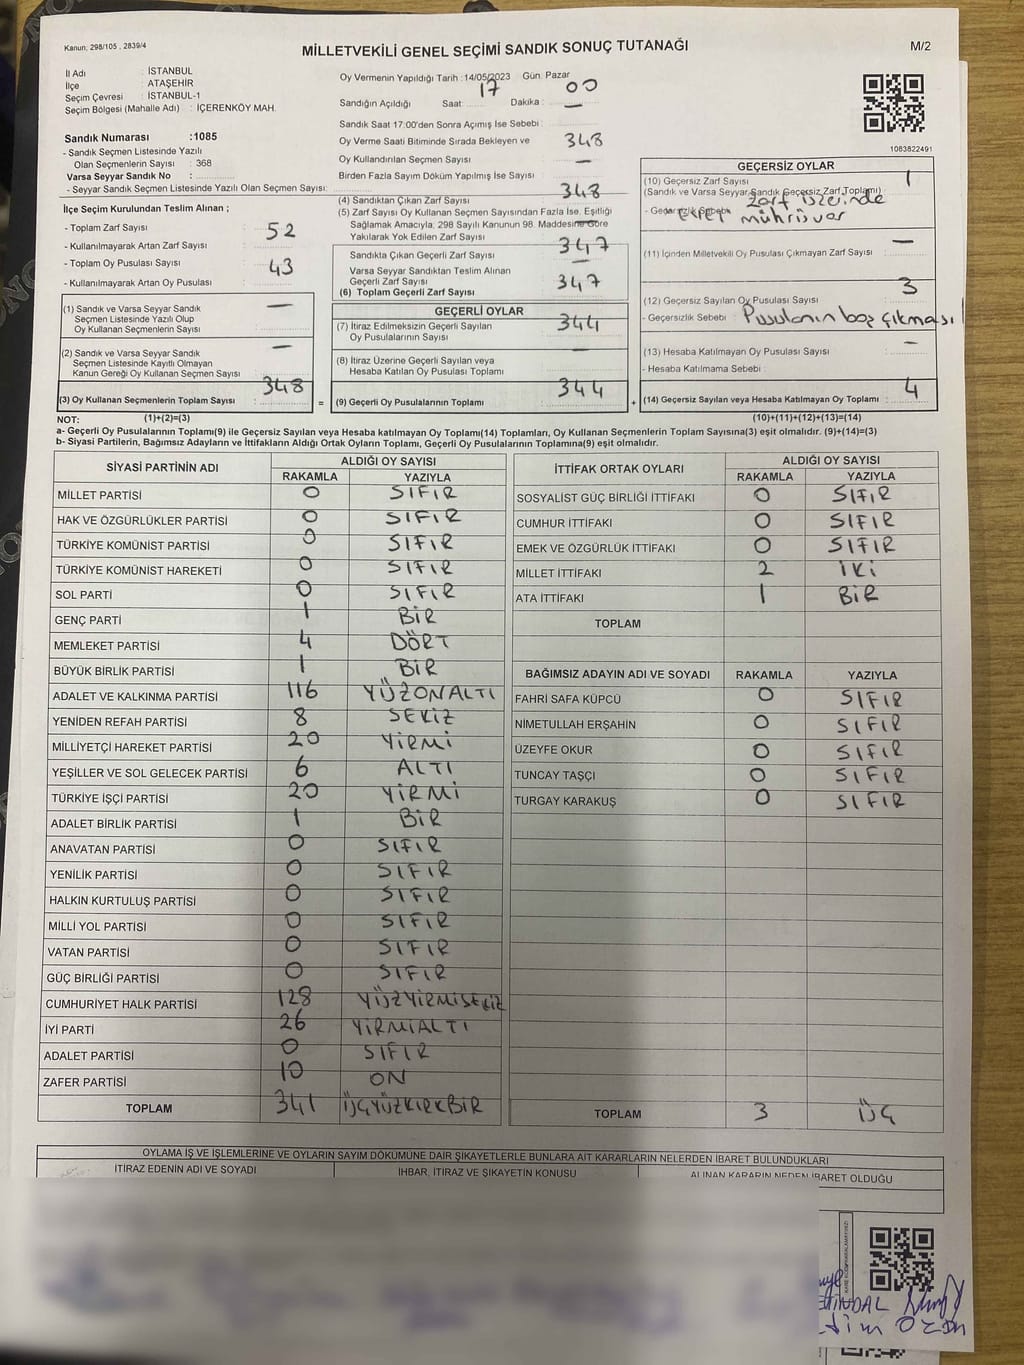 Kanun, 298/105 , 2839/4
MİLLETVEKİLİ GENEL SEÇİMİ SANDIK SONUÇ TUTANAĞI
M/2
İl Adı : İSTANBUL
İlçe : ATAŞEHİR
Seçim Çevresi : İSTANBUL-1
Seçim Bölgesi (Mahalle Adı) : İÇERENKÖY MAH.
Sandık Numarası :1085
- Sandık Seçmen Listesinde Yazılı
Olan Seçmenlerin Sayısı : 368
Varsa Seyyar Sandık No :
- Seyyar Sandık Seçmen Listesinde Yazılı Olan Seçmen Sayısı:
İlçe Seçim Kurulundan Teslim Alınan ;
- Toplam Zarf Sayısı 52
- Kullanılmayarak Artan Zarf Sayısı
- Toplam Oy Pusulası Sayısı 43
- Kullanılmayarak Artan Oy Pusulası
(1) Sandık ve Varsa Seyyar Sandık —
Seçmen Listesinde Yazılı Olup
Oy Kullanan Seçmenlerin Sayısı
(2) Sandık ve Varsa Seyyar Sandık —
Seçmen Listesinde Kayıtlı Olmayan
Kanun Gereği Oy Kullanan Seçmen Sayısı
(3) Oy Kullanan Seçmenlerin Toplam Sayısı 348 =
Oy Vermenin Yapıldığı Tarih :14/05/2023 Gün: Pazar
Sandığın Açıldığı Saat: 17 Dakika : 00
Sandık Saat 17:00'den Sonra Açımış İse Sebebi : —
Oy Verme Saati Bitiminde Sırada Bekleyen ve 348
Oy Kullandırılan Seçmen Sayısı
Birden Fazla Sayım Döküm Yapılmış İse Sayısı —
(4) Sandıktan Çıkan Zarf Sayısı 348
(5) Zarf Sayısı Oy Kullanan Seçmen Sayısından Fazla İse, Eşitliği
Sağlamak Amacıyla, 298 Sayılı Kanunun 98. Maddesine Göre
Yakılarak Yok Edilen Zarf Sayısı —
Sandıkta Çıkan Geçerli Zarf Sayısı 347
Varsa Seyyar Sandıktan Teslim Alınan
Geçerli Zarf Sayısı —
(6) Toplam Geçerli Zarf Sayısı 347
GEÇERLİ OYLAR
(7) İtiraz Edilmeksizin Geçerli Sayılan 344
Oy Pusulalarının Sayısı
(8) İtiraz Üzerine Geçerli Sayılan veya —
Hesaba Katılan Oy Pusulası Toplamı
(9) Geçerli Oy Pusulalarının Toplamı 344 +
1083822491
GEÇERSİZ OYLAR
(10) Geçersiz Zarf Sayısı 1
(Sandık ve Varsa Seyyar Sandık Geçersiz Zarf Toplamı) :
- Geçersizlik Sebebi Zarf üzerinde
mührü var
(11) İçinden Milletvekili Oy Pusulası Çıkmayan Zarf Sayısı —
(12) Geçersiz Sayılan Oy Pusulası Sayısı 3
- Geçersizlik Sebebi Pusulanın boş çıkması
(13) Hesaba Katılmayan Oy Pusulası Sayısı —
- Hesaba Katılmama Sebebi
(14) Geçersiz Sayılan veya Hesaba Katılmayan Oy Toplamı 4
NOT: (1)+(2)=(3) (10)+(11)+(12)+(13)=(14)
a- Geçerli Oy Pusulalarının Toplamı(9) ile Geçersiz Sayılan veya Hesaba katılmayan Oy Toplamı(14) Toplamları, Oy Kullanan Seçmenlerin Toplam Sayısına(3) eşit olmalıdır. (9)+(14)=(3)
b- Siyasi Partilerin, Bağımsız Adayların ve İttifakların Aldığı Ortak Oyların Toplamı, Geçerli Oy Pusulalarının Toplamına(9) eşit olmalıdır.
SİYASİ PARTİNİN ADI ALDIĞI OY SAYISI
RAKAMLA YAZIYLA
MİLLET PARTİSİ 0 SIFIR
HAK VE ÖZGÜRLÜKLER PARTİSİ 0 SIFIR
TÜRKİYE KOMÜNİST PARTİSİ 0 SIFIR
TÜRKİYE KOMÜNİST HAREKETİ 0 SIFIR
SOL PARTİ 0 SIFIR
GENÇ PARTİ 1 BİR
MEMLEKET PARTİSİ 4 DÖRT
BÜYÜK BİRLİK PARTİSİ 1 BİR
ADALET VE KALKINMA PARTİSİ 116 YÜZONALTI
YENİDEN REFAH PARTİSİ 8 SEKİZ
MİLLİYETÇİ HAREKET PARTİSİ 20 YİRMİ
YEŞİLLER VE SOL GELECEK PARTİSİ 6 ALTI
TÜRKİYE İŞÇİ PARTİSİ 20 YİRMİ
ADALET BİRLİK PARTİSİ 1 BİR
ANAVATAN PARTİSİ 0 SIFIR
YENİLİK PARTİSİ 0 SIFIR
HALKIN KURTULUŞ PARTİSİ 0 SIFIR
MİLLİ YOL PARTİSİ 0 SIFIR
VATAN PARTİSİ 0 SIFIR
GÜÇ BİRLİĞİ PARTİSİ 0 SIFIR
CUMHURİYET HALK PARTİSİ 128 YÜZYİRMİSEKİZ
İYİ PARTİ 26 YİRMİALTI
ADALET PARTİSİ 0 SIFIR
ZAFER PARTİSİ 10 ON
TOPLAM 341 ÜÇYÜZKIRKBİR
İTTİFAK ORTAK OYLARI ALDIĞI OY SAYISI
RAKAMLA YAZIYLA
SOSYALİST GÜÇ BİRLİĞİ İTTİFAKI 0 SIFIR
CUMHUR İTTİFAKI 0 SIFIR
EMEK VE ÖZGÜRLÜK İTTİFAKI 0 SIFIR
MİLLET İTTİFAKI 2 İKİ
ATA İTTİFAKI 1 BİR
TOPLAM
BAĞIMSIZ ADAYIN ADI VE SOYADI RAKAMLA YAZIYLA
FAHRİ SAFA KÜPCÜ 0 SIFIR
NİMETULLAH ERŞAHİN 0 SIFIR
ÜZEYFE OKUR 0 SIFIR
TUNCAY TAŞÇI 0 SIFIR
TURGAY KARAKUŞ 0 SIFIR
TOPLAM 3 ÜÇ
OYLAMA İŞ VE İŞLEMLERİNE VE OYLARIN SAYIM DÖKÜMÜNE DAİR ŞİKAYETLERLE BUNLARA AİT KARARLARIN NELERDEN İBARET BULUNDUKLARI
İTİRAZ EDENİN ADI VE SOYADI İHBAR, İTİRAZ VE ŞİKAYETİN KONUSU ALINAN KARARIN NEDEN İBARET OLDUĞU